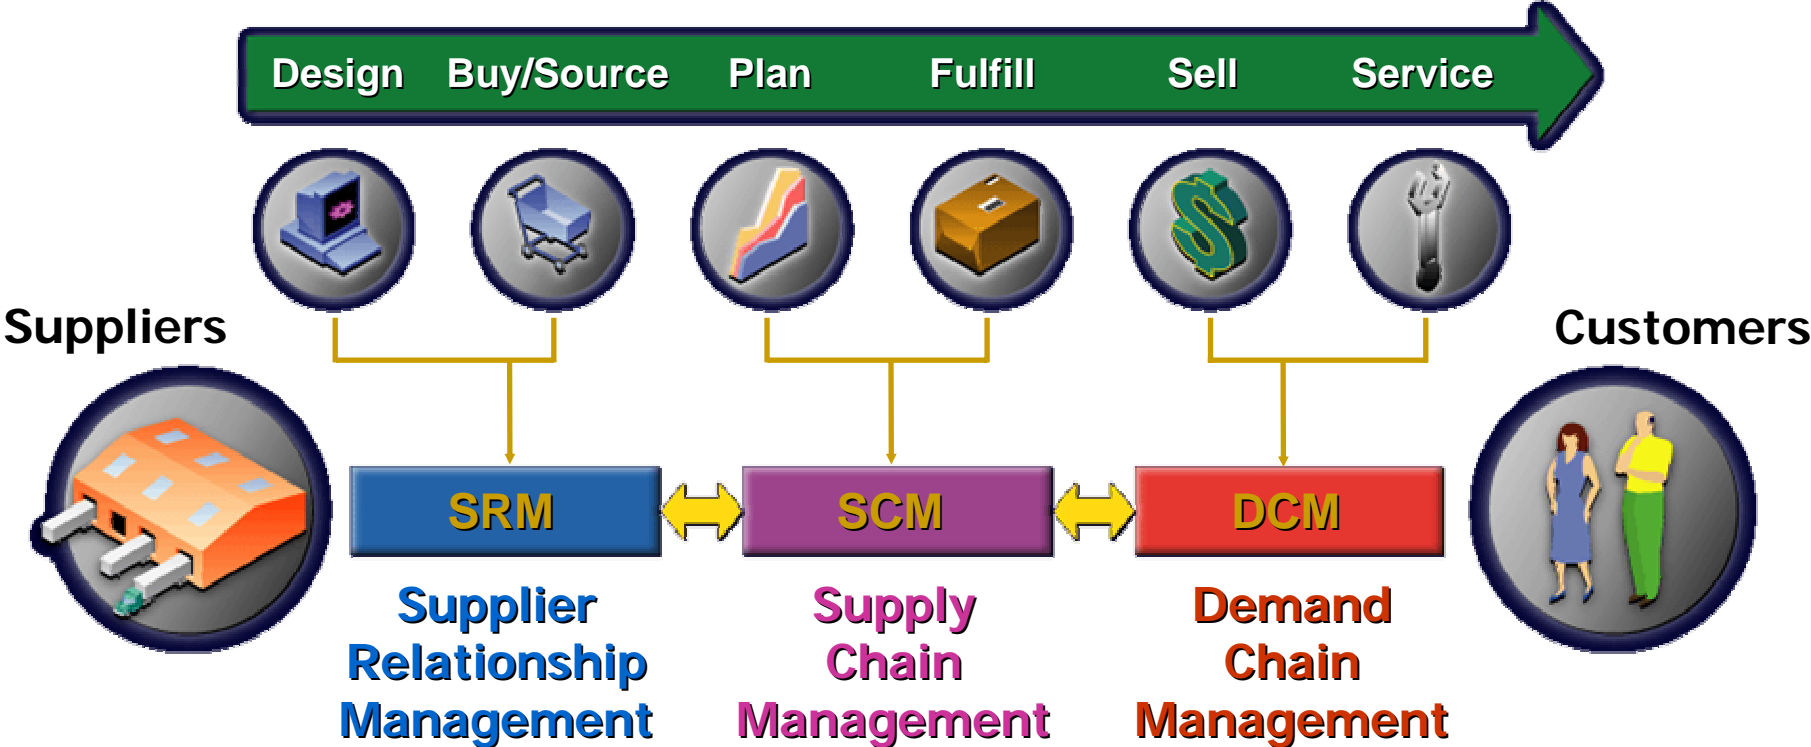 Design Buy/Source Plan Fulfill Sell Service
Suppliers
Customers
SRM
SCM
DCM
Supplier
Relationship
Management
Supply
Chain
Management
Demand
Chain
Management